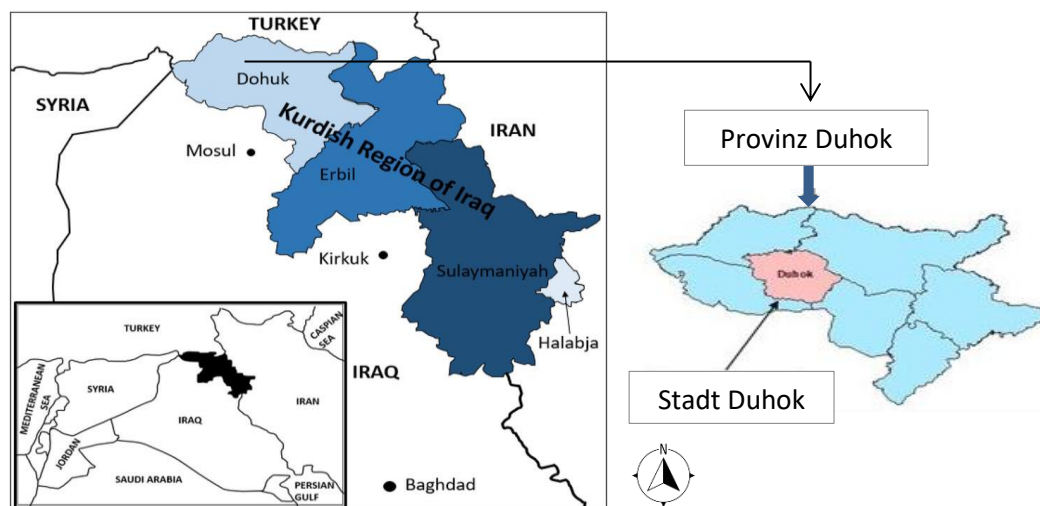 TURKEY
SYRIA
Dohuk
IRAN
Mosul
Kurdish Region of Iraq
Erbil
Kirkuk
Sulaymaniyah
Halabja
IRAQ
Baghdad
TURKEY
CASPIAN
SEA
MEDITERRANEAN
SEA
SYRIA
IRAN
IRAQ
JORDAN
SAUDI ARABIA
PERSIAN
GULF
Provinz Duhok
Duhok
Stadt Duhok
N